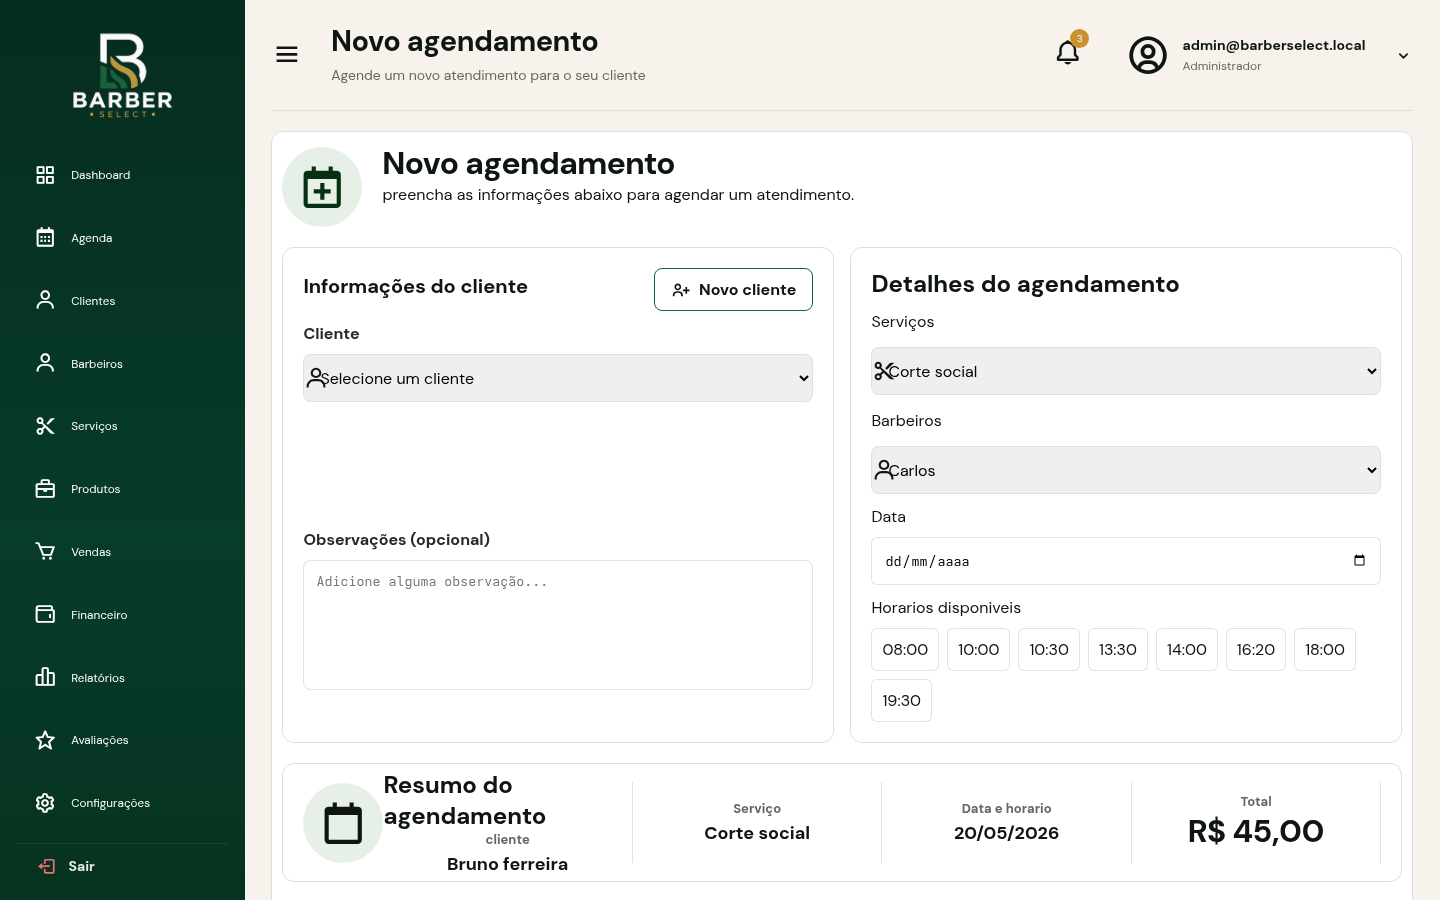 BARBER
• SELECT •
Dashboard
Agenda
Clientes
Barbeiros
Serviços
Produtos
Vendas
Financeiro
Relatórios
Avaliações
Configurações
Sair
Novo agendamento
Agende um novo atendimento para o seu cliente
3
admin@barberselect.local
Administrador
Novo agendamento
preencha as informações abaixo para agendar um atendimento.
Informações do cliente
Novo cliente
Cliente
Selecione um cliente
Observações (opcional)
Adicione alguma observação...
Detalhes do agendamento
Serviços
Corte social
Barbeiros
Carlos
Data
dd/mm/aaaa
Horarios disponiveis
08:00 10:00 10:30 13:30 14:00 16:20 18:00
19:30
Resumo do
agendamento
cliente
Bruno ferreira
Serviço
Corte social
Data e horario
20/05/2026
Total
R$ 45,00